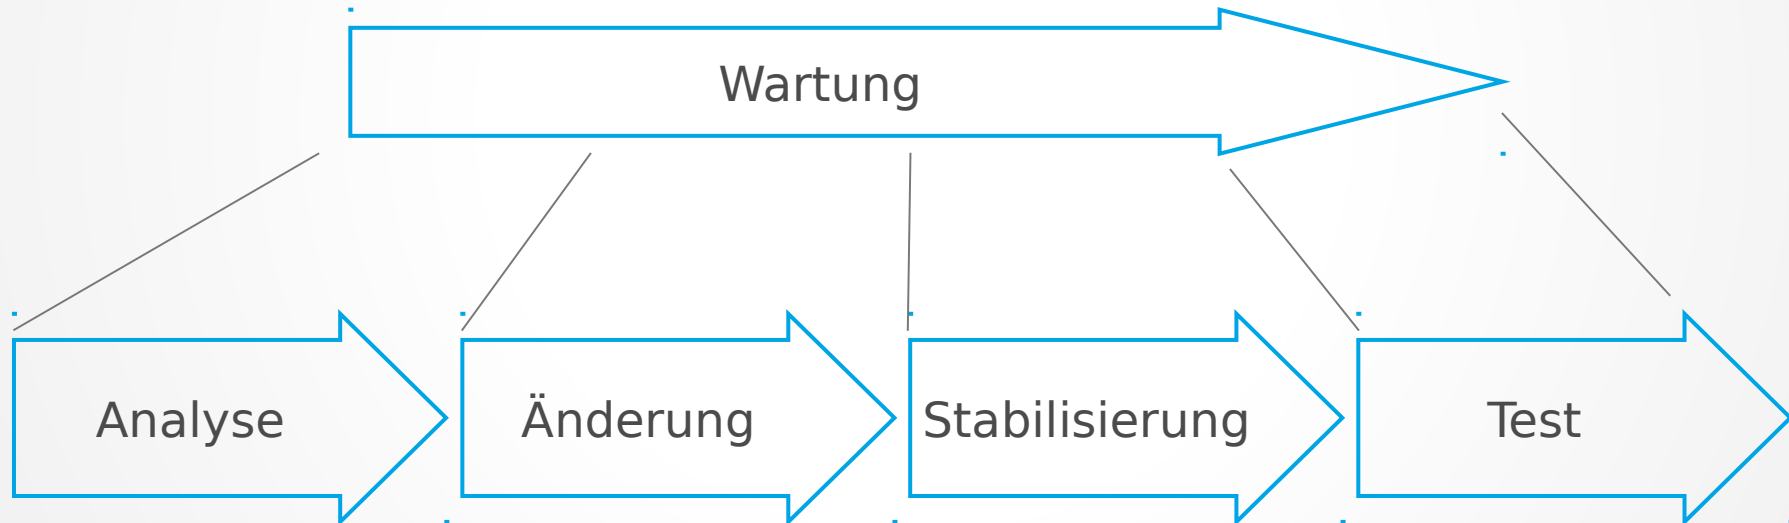 Wartung
Analyse
Änderung
Stabilisierung
Test